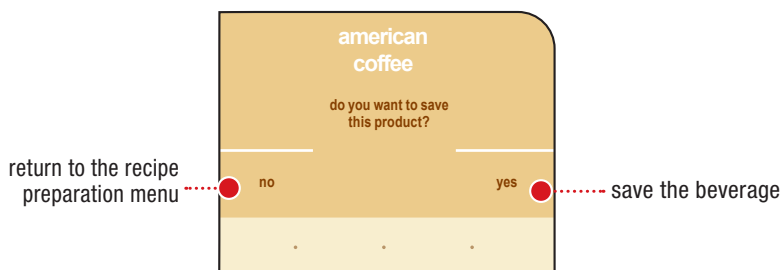 american
coffee
do you want to save
this product?
return to the recipe
preparation menu
no
yes
save the beverage